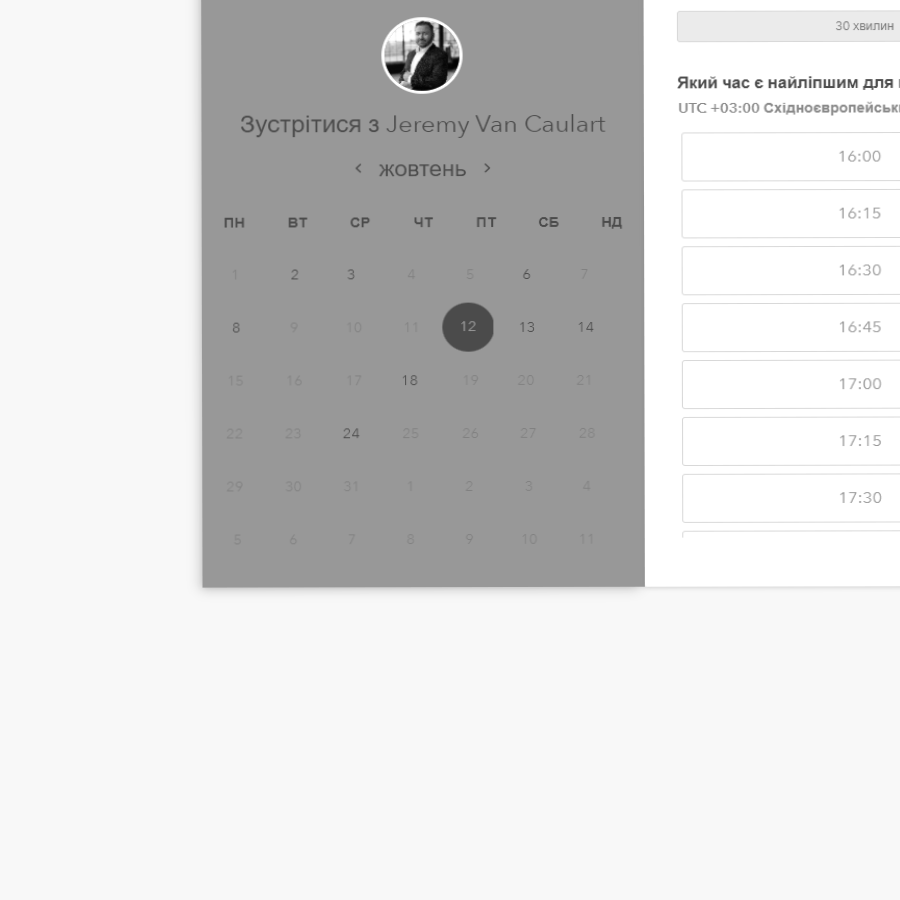 Зустрітися з Jeremy Van Caulart
жовтень
ПН ВТ СР ЧТ ПТ СБ НД
1 2 3 4 5 6 7
8 9 10 11 12 13 14
15 16 17 18 19 20 21
22 23 24 25 26 27 28
29 30 31 1 2 3 4
5 6 7 8 9 10 11
30 хвилин
Який час є найліпшим для
UTC +03:00 Східноєвропейськ
16:00
16:15
16:30
16:45
17:00
17:15
17:30